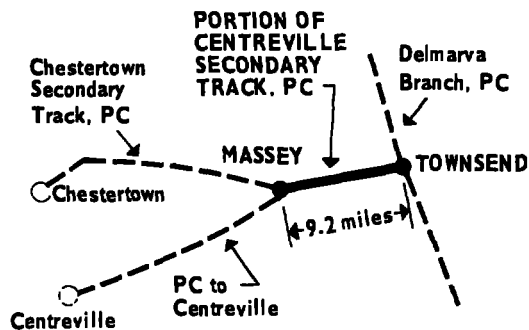 PORTION OF
CENTREVILLE
SECONDARY
TRACK, PC
Delmarva
Branch, PC
Chestertown
Secondary
Track, PC
MASSEY
TOWNSEND
Chestertown
9.2 miles
PC to
Centreville
Centreville